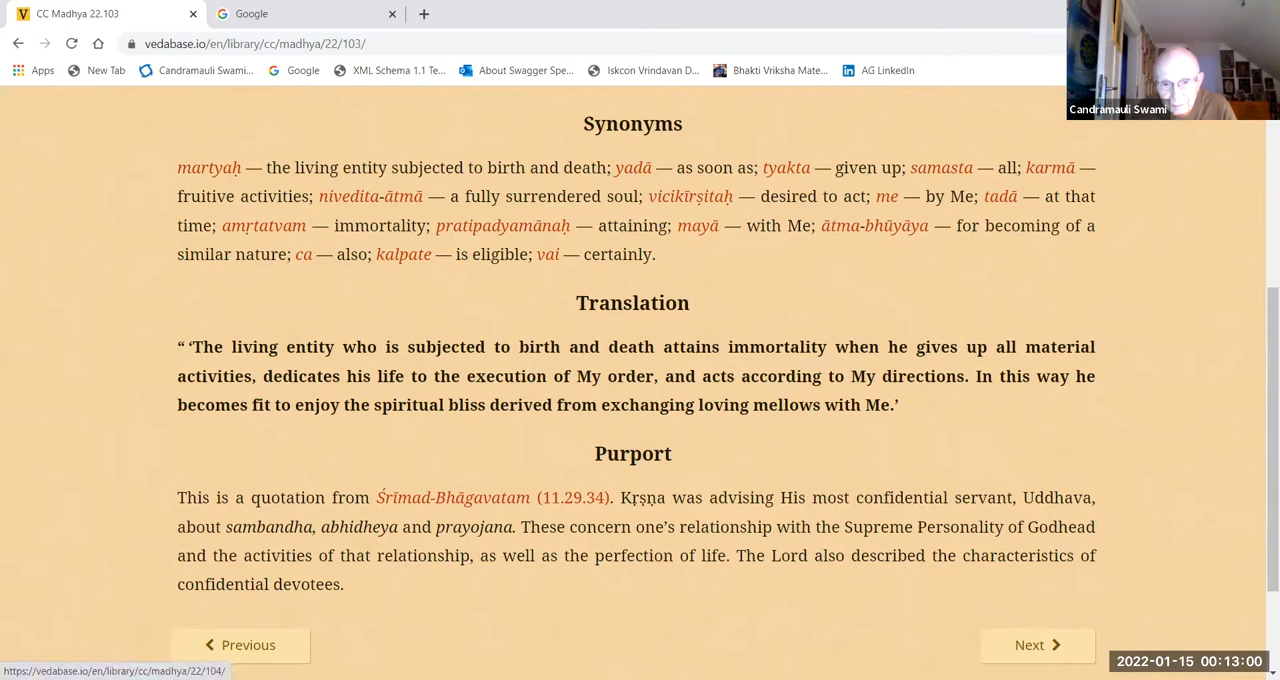 CC Madhya 22.103
Google
vedabase.io/en/library/cc/madhya/22/103/
Apps
New Tab
Candramauli Swami...
Google
XML Schema 1.1 Te...
About Swagger Spe...
Iskcon Vrindavan D...
Bhakti Vriksha Mate...
AG LinkedIn
Candramauli Swami
Synonyms
martyaḥ — the living entity subjected to birth and death; yadā — as soon as; tyakta — given up; samasta — all; karmā —
fruitive activities; nivedita-ātmā — a fully surrendered soul; vicikīrṣitaḥ — desired to act; me — by Me; tadā — at that
time; amṛtatvam — immortality; pratipadyamānaḥ — attaining; mayā — with Me; ātma-bhūyāya — for becoming of a
similar nature; ca — also; kalpate — is eligible; vai — certainly.
Translation
“ ‘The living entity who is subjected to birth and death attains immortality when he gives up all material
activities, dedicates his life to the execution of My order, and acts according to My directions. In this way he
becomes fit to enjoy the spiritual bliss derived from exchanging loving mellows with Me.’
Purport
This is a quotation from Śrīmad-Bhāgavatam (11.29.34). Kṛṣṇa was advising His most confidential servant, Uddhava,
about sambandha, abhidheya and prayojana. These concern one’s relationship with the Supreme Personality of Godhead
and the activities of that relationship, as well as the perfection of life. The Lord also described the characteristics of
confidential devotees.
Previous
Next
https://vedabase.io/en/library/cc/madhya/22/104/
2022-01-15 00:13:00